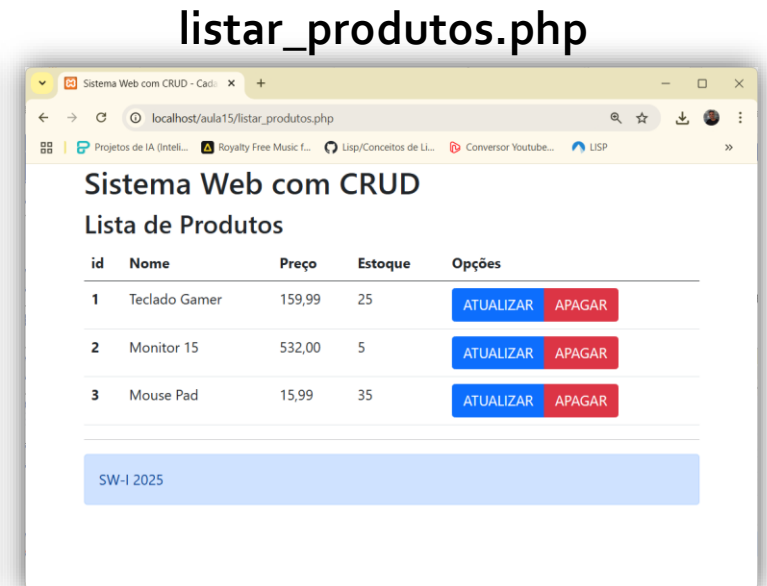 listar_produtos.php
Sistema Web com CRUD - Cada
localhost/aula15/listar_produtos.php
Projetos de IA (Inteli... Royalty Free Music f... Lisp/Conceitos de Li... Conversor Youtube... LISP
Sistema Web com CRUD
Lista de Produtos
id Nome Preço Estoque Opções
1 Teclado Gamer 159,99 25 ATUALIZAR APAGAR
2 Monitor 15 532,00 5 ATUALIZAR APAGAR
3 Mouse Pad 15,99 35 ATUALIZAR APAGAR
SW-I 2025